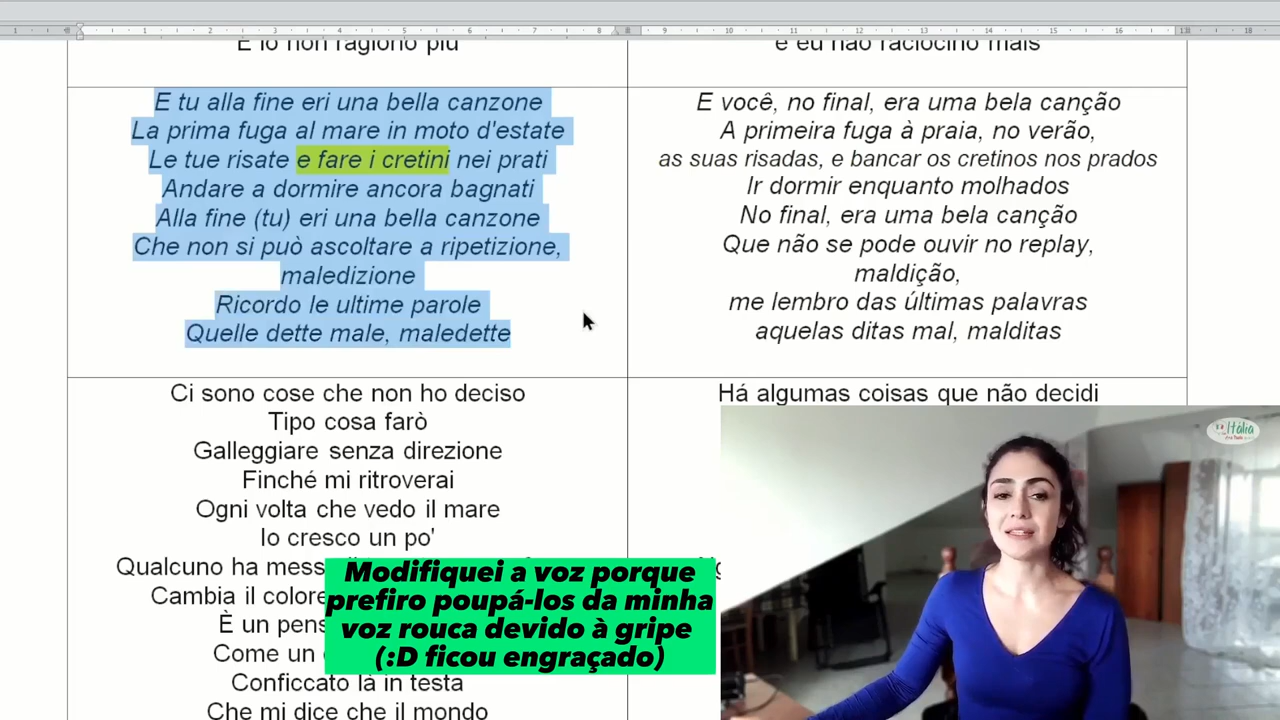 E io non ragiono più
e eu não raciocino mais
E tu alla fine eri una bella canzone
La prima fuga al mare in moto d'estate
Le tue risate e fare i cretini nei prati
Andare a dormire ancora bagnati
Alla fine (tu) eri una bella canzone
Che non si può ascoltare a ripetizione,
maledizione
Ricordo le ultime parole
Quelle dette male, maledette
E você, no final, era uma bela canção
A primeira fuga à praia, no verão,
as suas risadas, e bancar os cretinos nos prados
Ir dormir enquanto molhados
No final, era uma bela canção
Que não se pode ouvir no replay,
maldição,
me lembro das últimas palavras
aquelas ditas mal, malditas
Ci sono cose che non ho deciso
Tipo cosa farò
Galleggiare senza direzione
Finché mi ritroverai
Ogni volta che vedo il mare
Io cresco un po'
Qualcuno ha mess
Cambia il colore
È un pens
Come un
Conficcato là in testa
Che mi dice che il mondo
Há algumas coisas que não decidi
Modifiquei a voz porque
prefiro poupá-los da minha
voz rouca devido à gripe
(:D ficou engraçado)
Itália